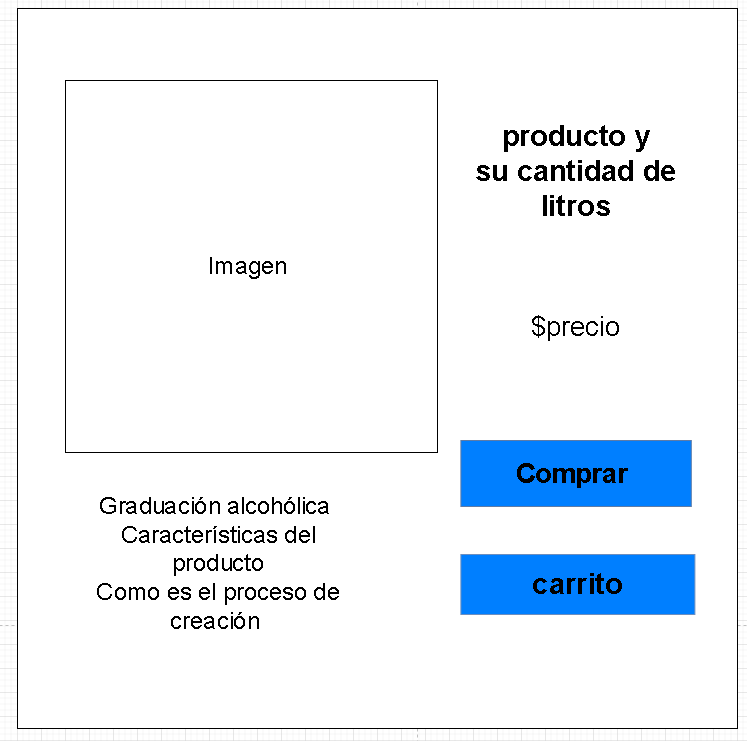 producto y
su cantidad de
litros
Imagen
$precio
Comprar
Graduación alcohólica
Características del
producto
Como es el proceso de
creación
carrito